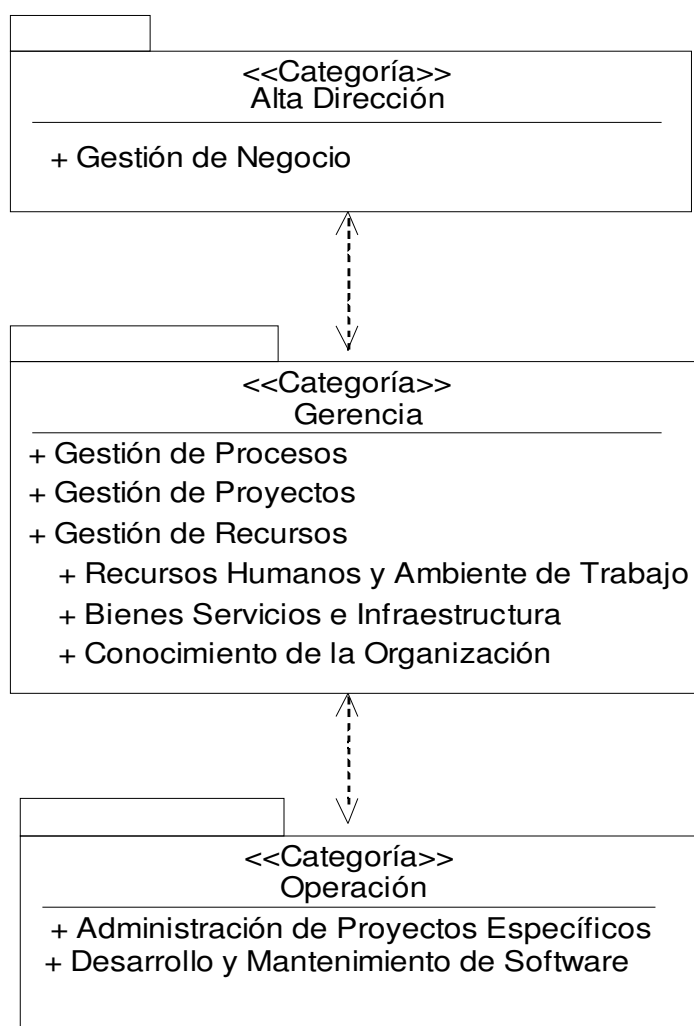 <<Categoría>>
Alta Dirección
+ Gestión de Negocio
<<Categoría>>
Gerencia
+ Gestión de Procesos
+ Gestión de Proyectos
+ Gestión de Recursos
+ Recursos Humanos y Ambiente de Trabajo
+ Bienes Servicios e Infraestructura
+ Conocimiento de la Organización
<<Categoría>>
Operación
+ Administración de Proyectos Específicos
+ Desarrollo y Mantenimiento de Software